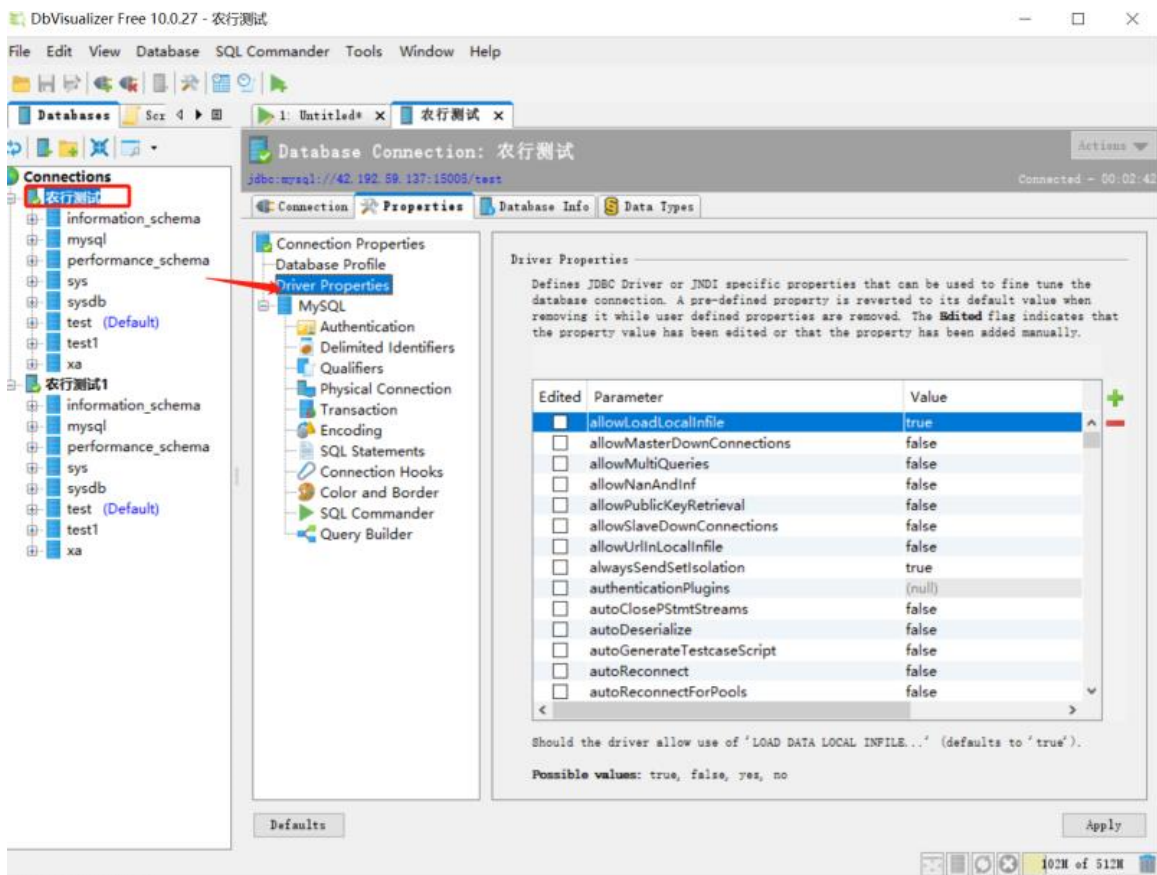 DbVisualizer Free 10.0.27 - 农行测试
File Edit View Database SQL Commander Tools Window Help
Databases Scr
1: Untitled* 农行测试
Connections
农行测试
information_schema
mysql
performance_schema
sys
sysdb
test (Default)
test1
xa
农行测试1
information_schema
mysql
performance_schema
sys
sysdb
test (Default)
test1
xa
Database Connection: 农行测试
Actions
jdbc:mysql://42.192.59.137:15005/test
Connected - 00:02:42
Connection Properties Database Info Data Types
Connection Properties
Database Profile
Driver Properties
MySQL
Authentication
Delimited Identifiers
Qualifiers
Physical Connection
Transaction
Encoding
SQL Statements
Connection Hooks
Color and Border
SQL Commander
Query Builder
Driver Properties
Defines JDBC Driver or JNDI specific properties that can be used to fine tune the
database connection. A pre-defined property is reverted to its default value when
removing it while user defined properties are removed. The Edited flag indicates that
the property value has been edited or that the property has been added manually.
Edited Parameter Value
allowLoadLocalInfile true
allowMasterDownConnections false
allowMultiQueries false
allowNanAndInf false
allowPublicKeyRetrieval false
allowSlaveDownConnections false
allowUrlInLocalInfile false
alwaysSendSetIsolation true
authenticationPlugins (null)
autoClosePStmtStreams false
autoDeserialize false
autoGenerateTestcaseScript false
autoReconnect false
autoReconnectForPools false
Should the driver allow use of 'LOAD DATA LOCAL INFILE...' (defaults to 'true').
Possible values: true, false, yes, no
Defaults
Apply
102M of 512M